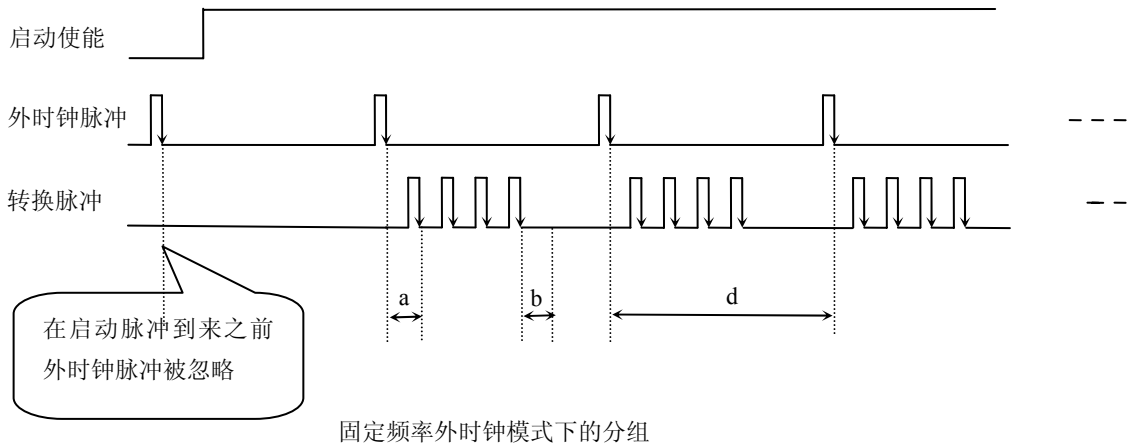 启动使能
外时钟脉冲
转换脉冲
a
b
d
在启动脉冲到来之前
外时钟脉冲被忽略
固定频率外时钟模式下的分组